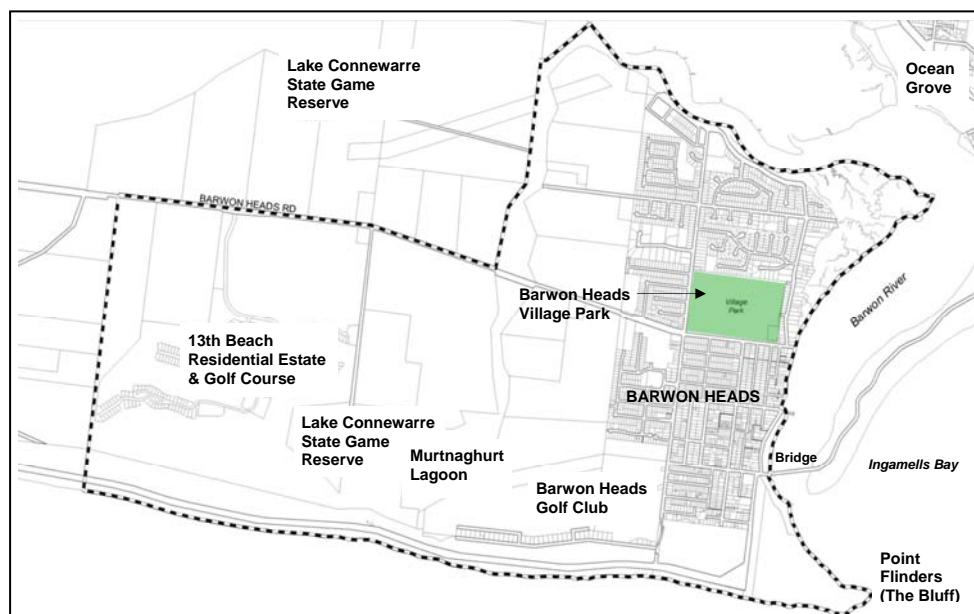 Lake Connewarre
State Game
Reserve
Ocean
Grove
BARWON HEADS RD
Barwon Heads
Village Park
Village
Park
Barwon River
13th Beach
Residential Estate
& Golf Course
BARWON HEADS
Lake Connewarre
State Game
Reserve
Murtnaghurt
Lagoon
Bridge
Ingamells Bay
Barwon Heads
Golf Club
Point
Flinders
(The Bluff)